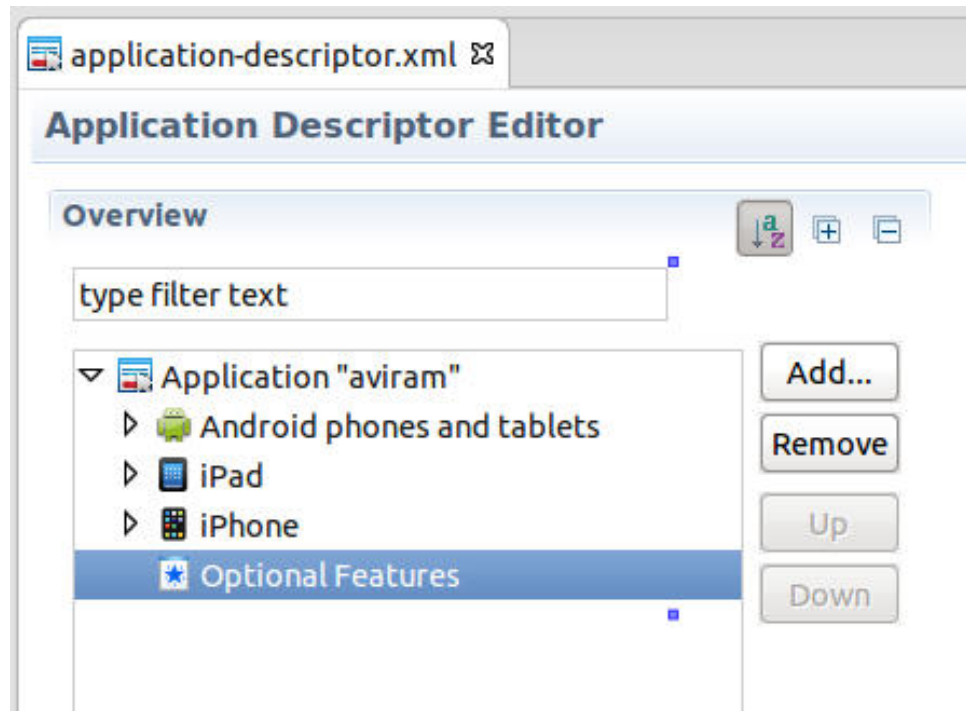 application-descriptor.xml
Application Descriptor Editor
Overview
type filter text
Application "aviram"
Android phones and tablets
iPad
iPhone
Optional Features
Add...
Remove
Up
Down